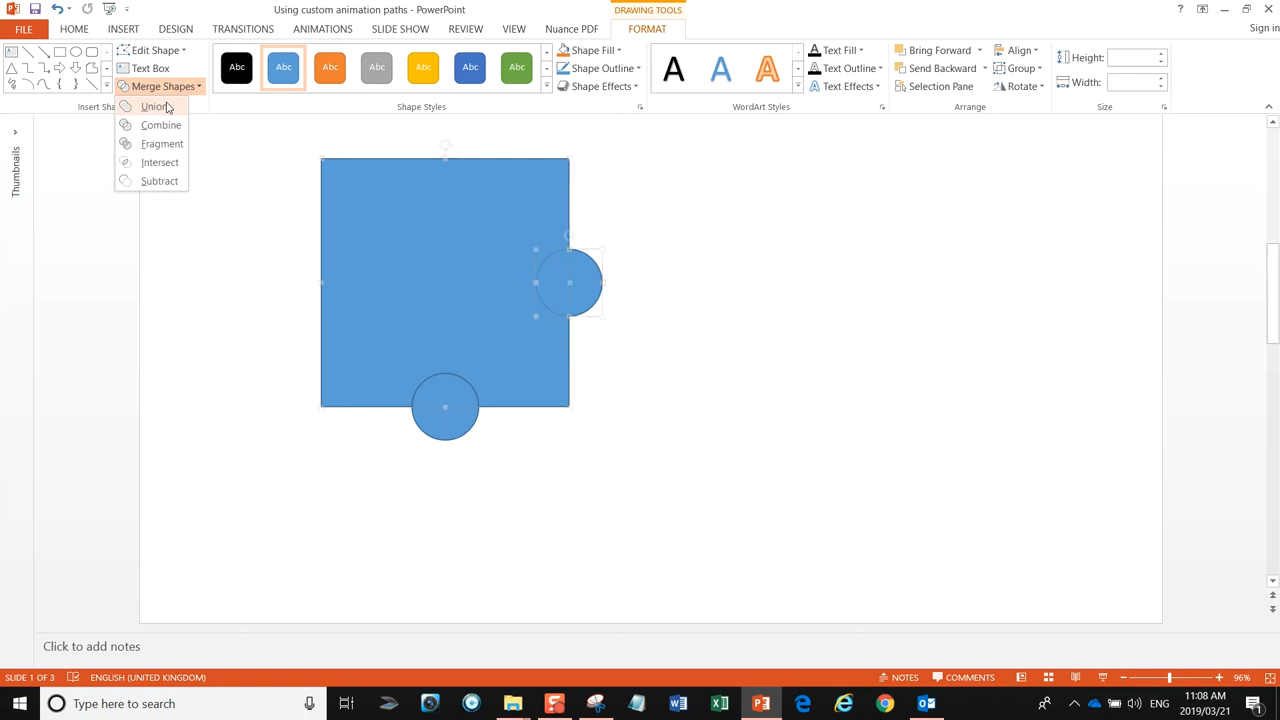 Using custom animation paths - PowerPoint
DRAWING TOOLS
FILE HOME INSERT DESIGN TRANSITIONS ANIMATIONS SLIDE SHOW REVIEW VIEW Nuance PDF FORMAT Sign in
Edit Shape
Text Box
Merge Shapes
Insert Sha
Abc Abc Abc Abc Abc Abc Abc
Shape Fill
Shape Outline
Shape Effects
Shape Styles
A A A
Text Fill
Text Outline
Text Effects
WordArt Styles
Bring Forward
Send Backward
Selection Pane
Align
Group
Rotate
Arrange
Height:
Width:
Size
Union
Combine
Fragment
Intersect
Subtract
Thumbnails
Click to add notes
SLIDE 1 OF 3 ENGLISH (UNITED KINGDOM) NOTES COMMENTS 96%
Type here to search
ENG
11:08 AM
2019/03/21